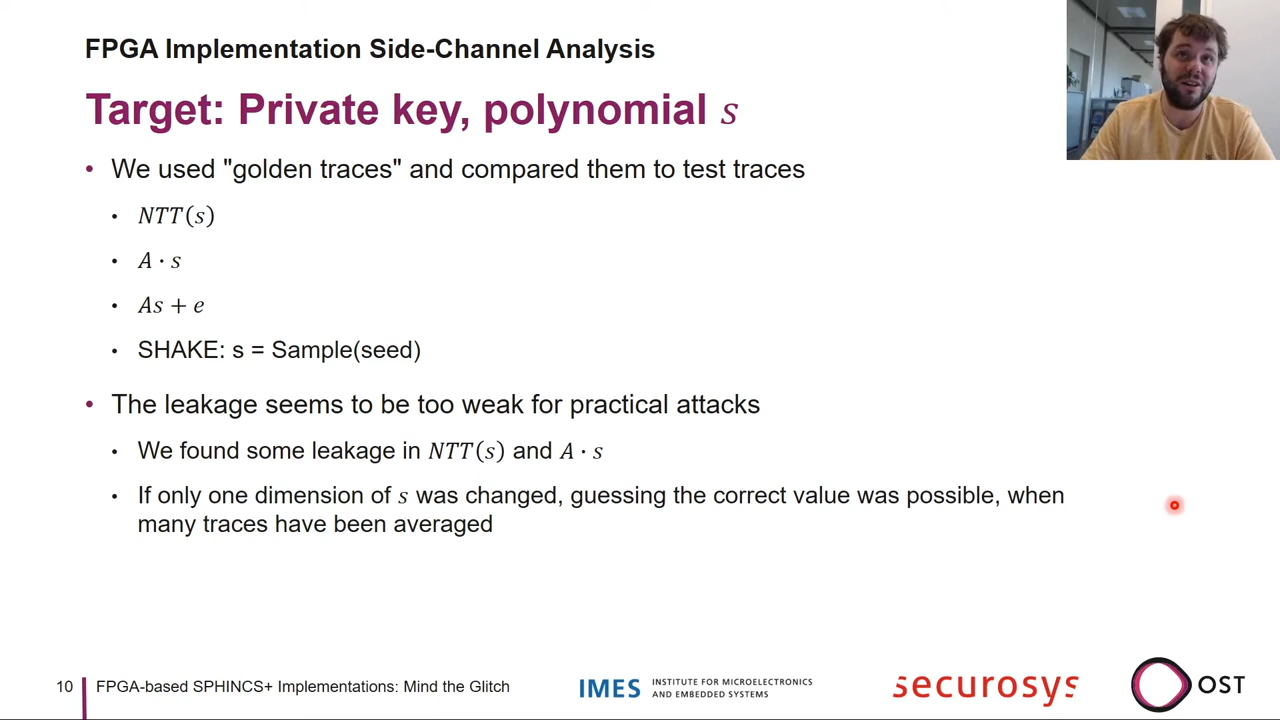 FPGA Implementation Side-Channel Analysis
Target: Private key, polynomial s
• We used "golden traces" and compared them to test traces
• NTT(s)
• A · s
• As + e
• SHAKE: s = Sample(seed)
• The leakage seems to be too weak for practical attacks
• We found some leakage in NTT(s) and A · s
• If only one dimension of s was changed, guessing the correct value was possible, when
many traces have been averaged
10 FPGA-based SPHINCS+ Implementations: Mind the Glitch
IMES INSTITUTE FOR MICROELECTRONICS
AND EMBEDDED SYSTEMS
securosys
OST